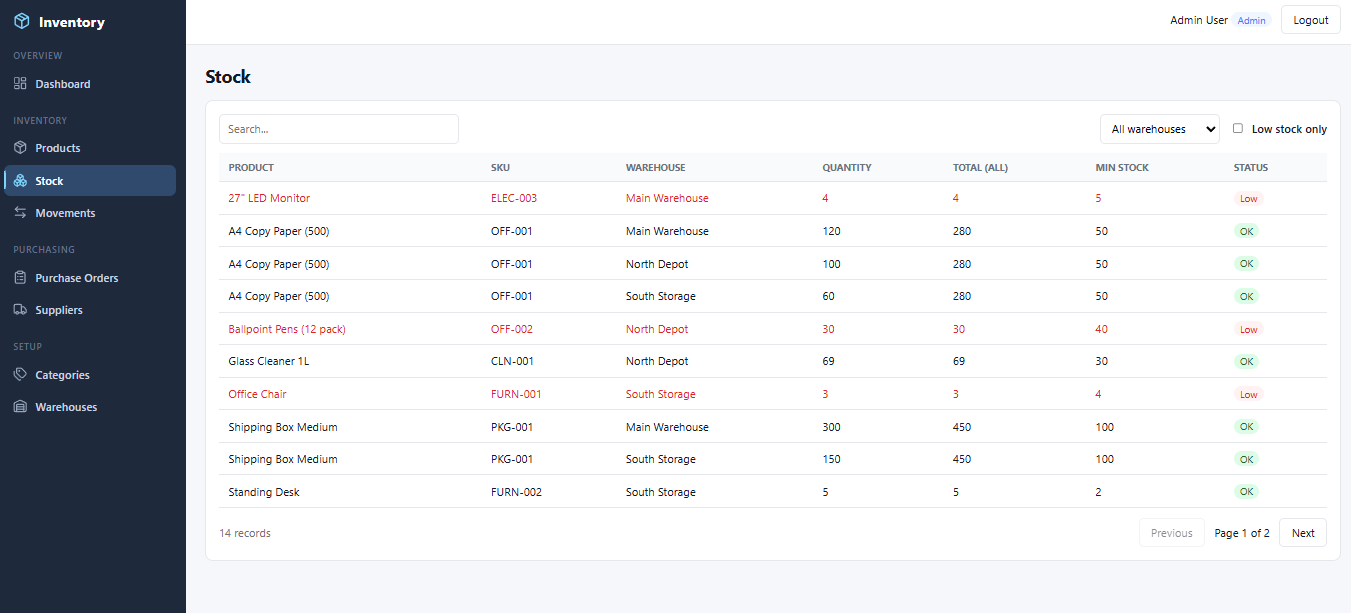 Inventory
OVERVIEW
Dashboard
INVENTORY
Products
Stock
Movements
PURCHASING
Purchase Orders
Suppliers
SETUP
Categories
Warehouses
Admin User Admin Logout
Stock
Search... All warehouses Low stock only
PRODUCT SKU WAREHOUSE QUANTITY TOTAL (ALL) MIN STOCK STATUS
27" LED Monitor ELEC-003 Main Warehouse 4 4 5 Low
A4 Copy Paper (500) OFF-001 Main Warehouse 120 280 50 OK
A4 Copy Paper (500) OFF-001 North Depot 100 280 50 OK
A4 Copy Paper (500) OFF-001 South Storage 60 280 50 OK
Ballpoint Pens (12 pack) OFF-002 North Depot 30 30 40 Low
Glass Cleaner 1L CLN-001 North Depot 69 69 30 OK
Office Chair FURN-001 South Storage 3 3 4 Low
Shipping Box Medium PKG-001 Main Warehouse 300 450 100 OK
Shipping Box Medium PKG-001 South Storage 150 450 100 OK
Standing Desk FURN-002 South Storage 5 5 2 OK
14 records Previous Page 1 of 2 Next